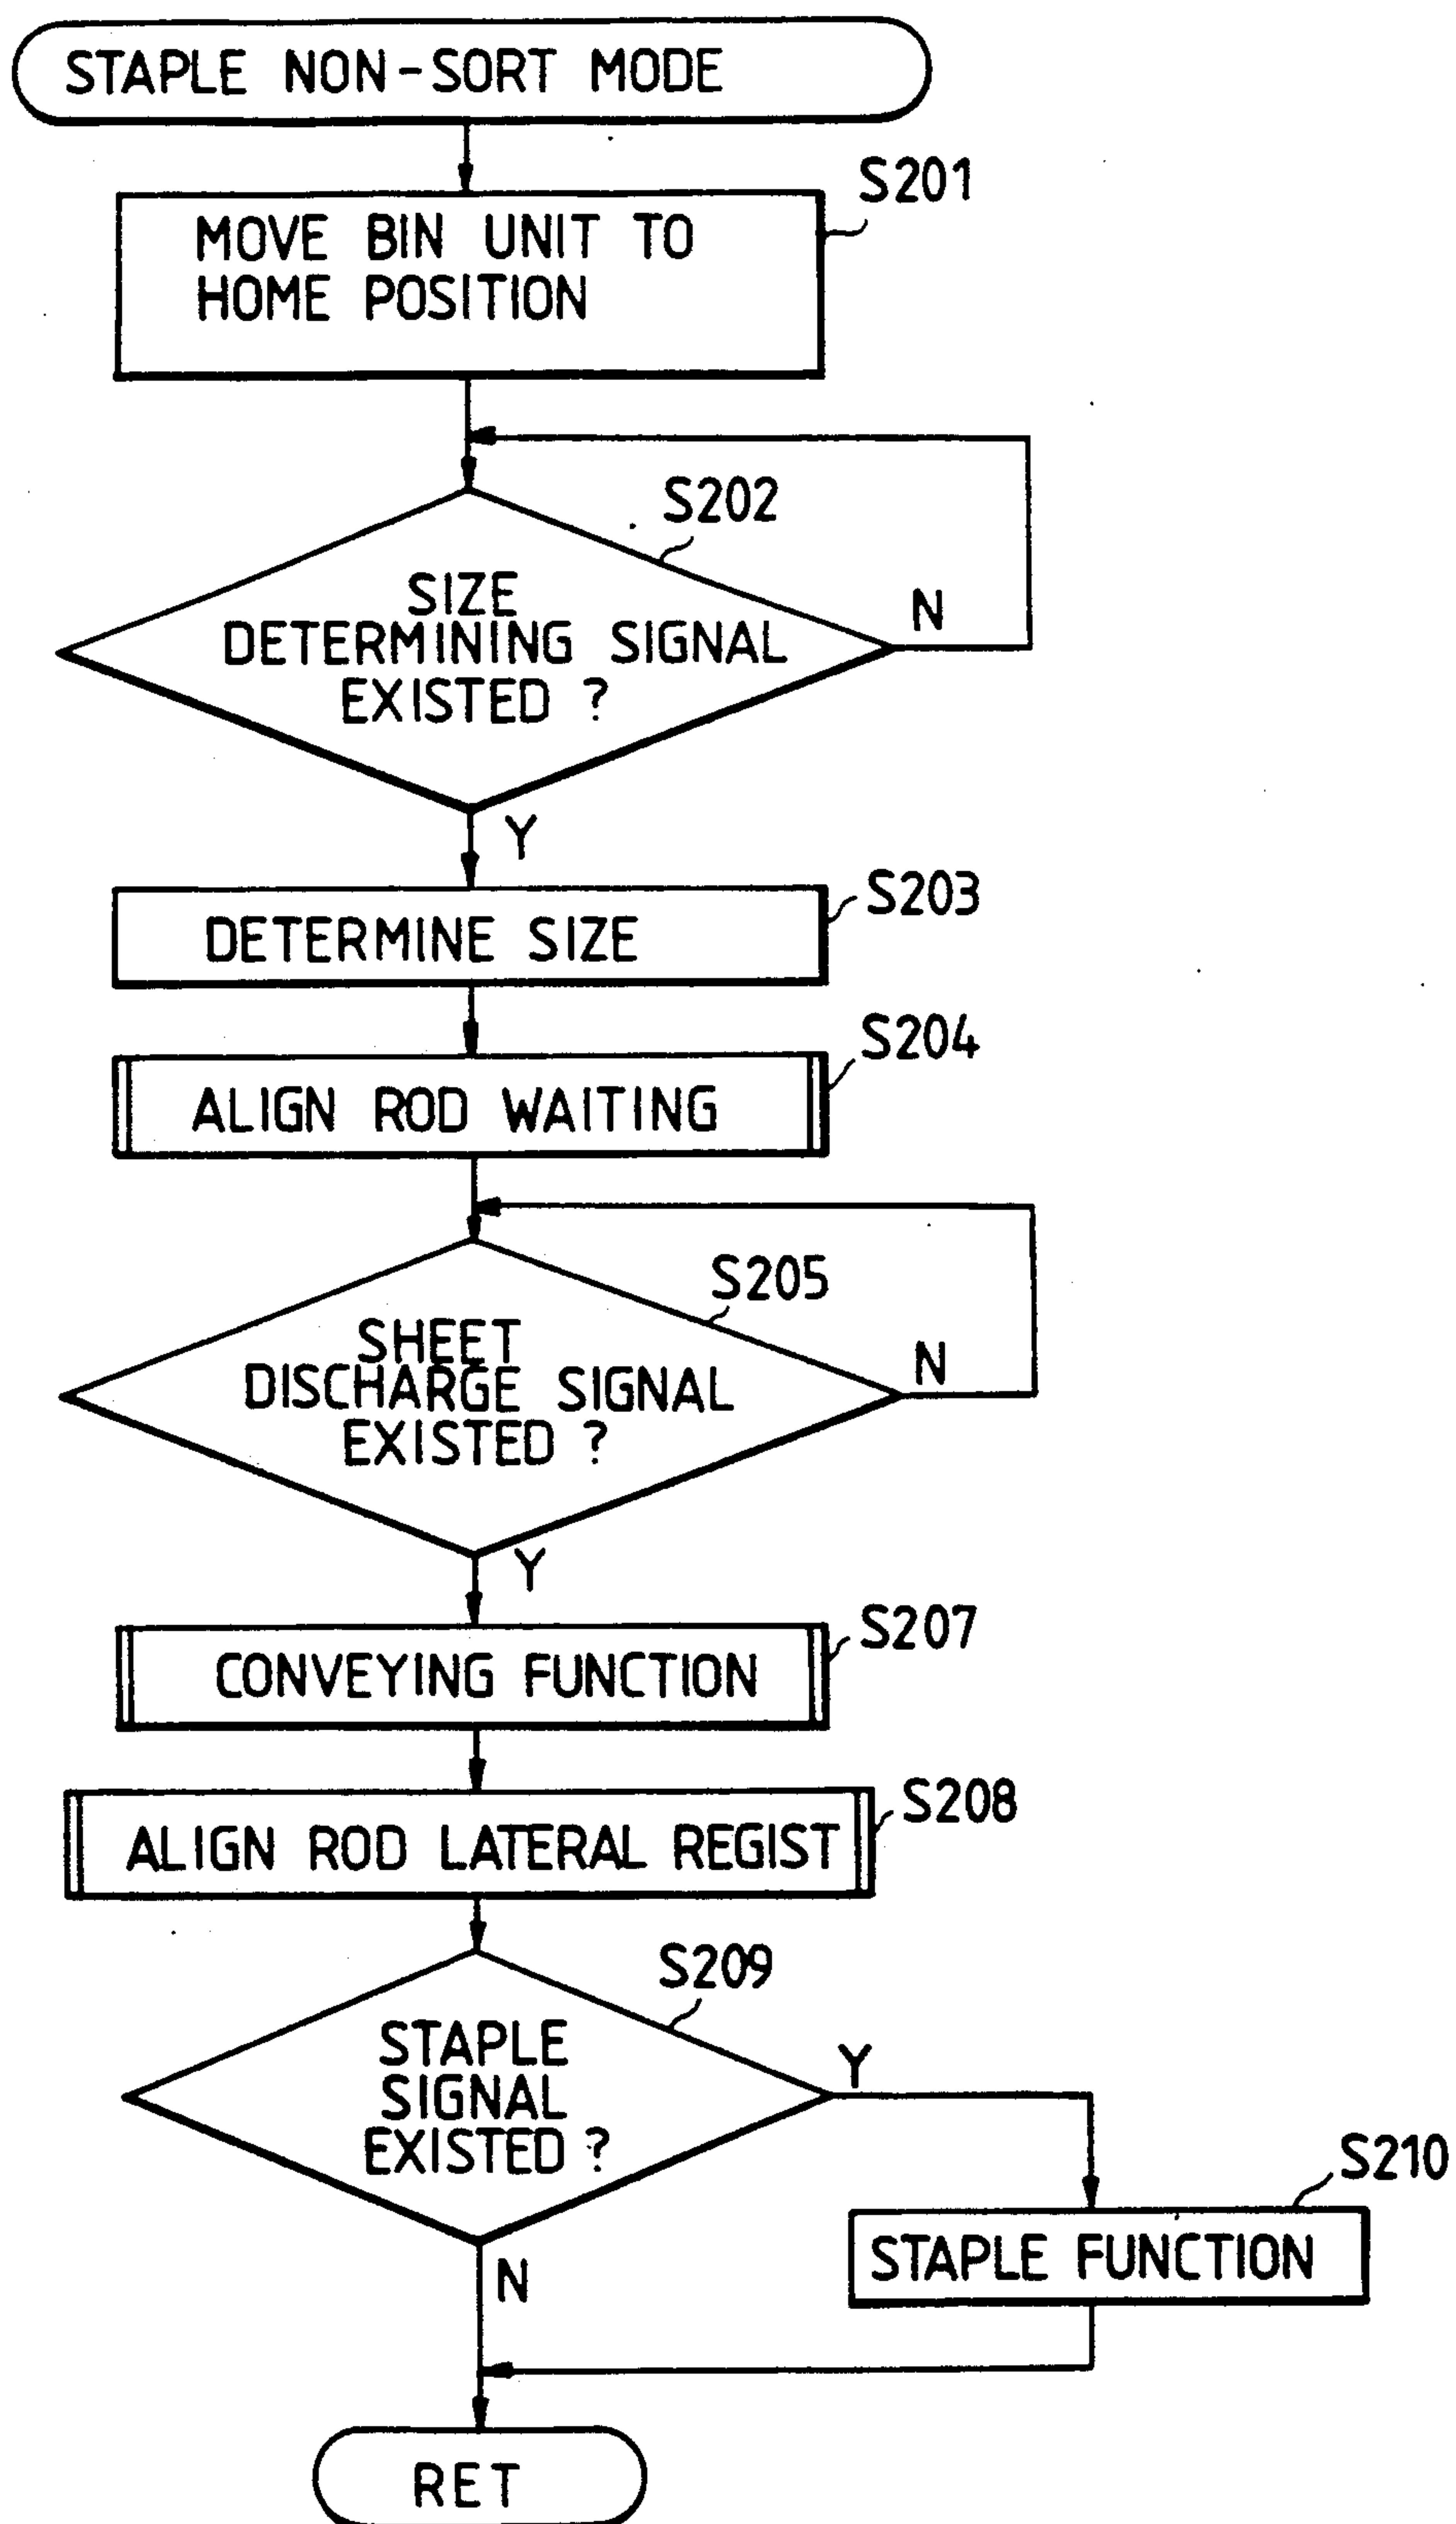 STAPLE NON-SORT MODE
S201
MOVE BIN UNIT TO
HOME POSITION
S202
SIZE
DETERMINING SIGNAL
EXISTED ?
N
Y
S203
DETERMINE SIZE
S204
ALIGN ROD WAITING
S205
SHEET
DISCHARGE SIGNAL
EXISTED ?
N
Y
S207
CONVEYING FUNCTION
S208
ALIGN ROD LATERAL REGIST
S209
STAPLE
SIGNAL
EXISTED ?
Y
S210
STAPLE FUNCTION
N
RET